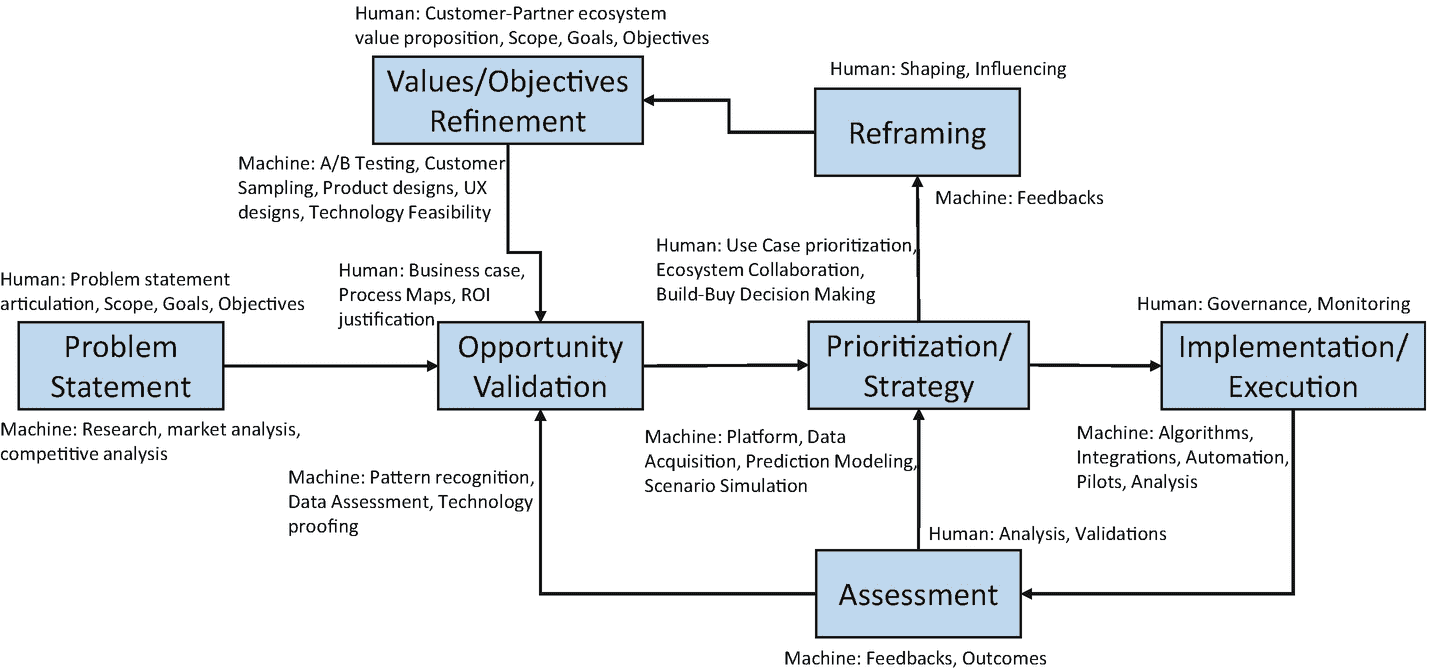 Human: Customer-Partner ecosystem
value proposition, Scope, Goals, Objectives
Values/Objectives
Refinement
Machine: A/B Testing, Customer
Sampling, Product designs, UX
designs, Technology Feasibility
Human: Shaping, Influencing
Reframing
Machine: Feedbacks
Human: Problem statement
articulation, Scope, Goals, Objectives
Problem
Statement
Machine: Research, market analysis,
competitive analysis
Human: Business case,
Process Maps, ROI
justification
Opportunity
Validation
Machine: Pattern recognition,
Data Assessment, Technology
proofing
Human: Use Case prioritization,
Ecosystem Collaboration,
Build-Buy Decision Making
Prioritization/
Strategy
Machine: Platform, Data
Acquisition, Prediction Modeling,
Scenario Simulation
Human: Governance, Monitoring
Implementation/
Execution
Machine: Algorithms,
Integrations, Automation,
Pilots, Analysis
Human: Analysis, Validations
Assessment
Machine: Feedbacks, Outcomes